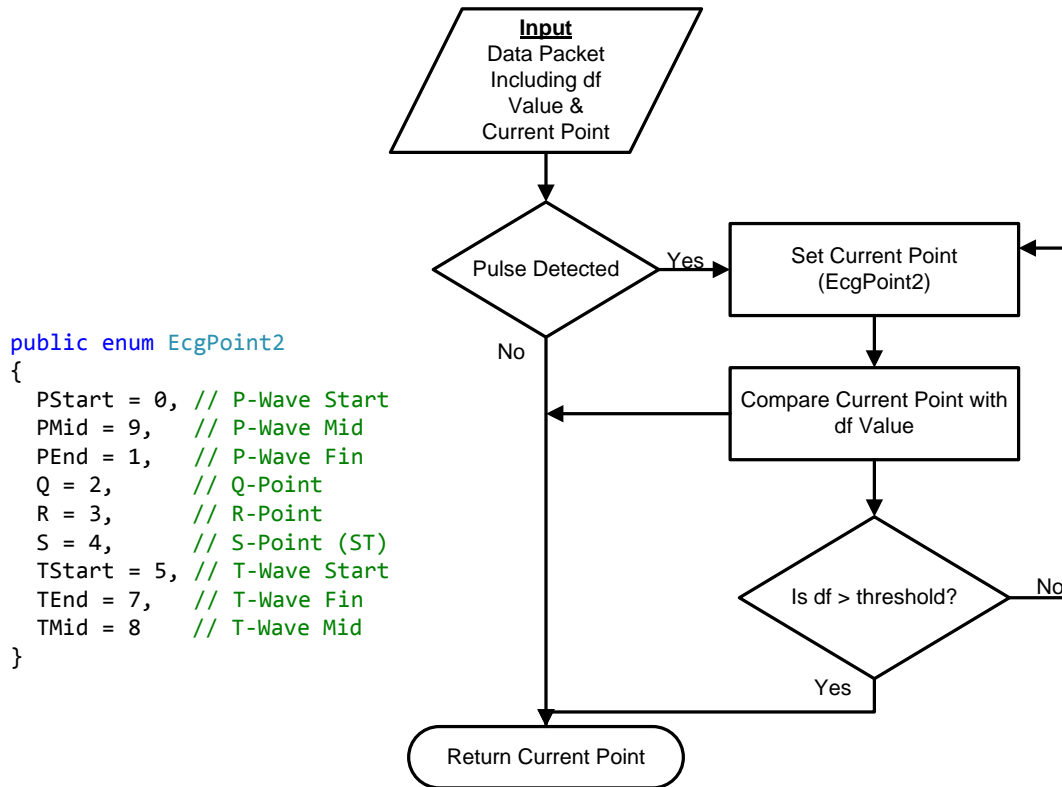 Input
Data Packet
Including df
Value &
Current Point
Pulse Detected
Yes
Set Current Point
(EcgPoint2)
No
Compare Current Point with
df Value
Is df > threshold?
No
Yes
Return Current Point
public enum EcgPoint2
{
PStart = 0, // P-Wave Start
PMid = 9, // P-Wave Mid
PEnd = 1, // P-Wave Fin
Q = 2, // Q-Point
R = 3, // R-Point
S = 4, // S-Point (ST)
TStart = 5, // T-Wave Start
TEnd = 7, // T-Wave Fin
TMid = 8 // T-Wave Mid
}